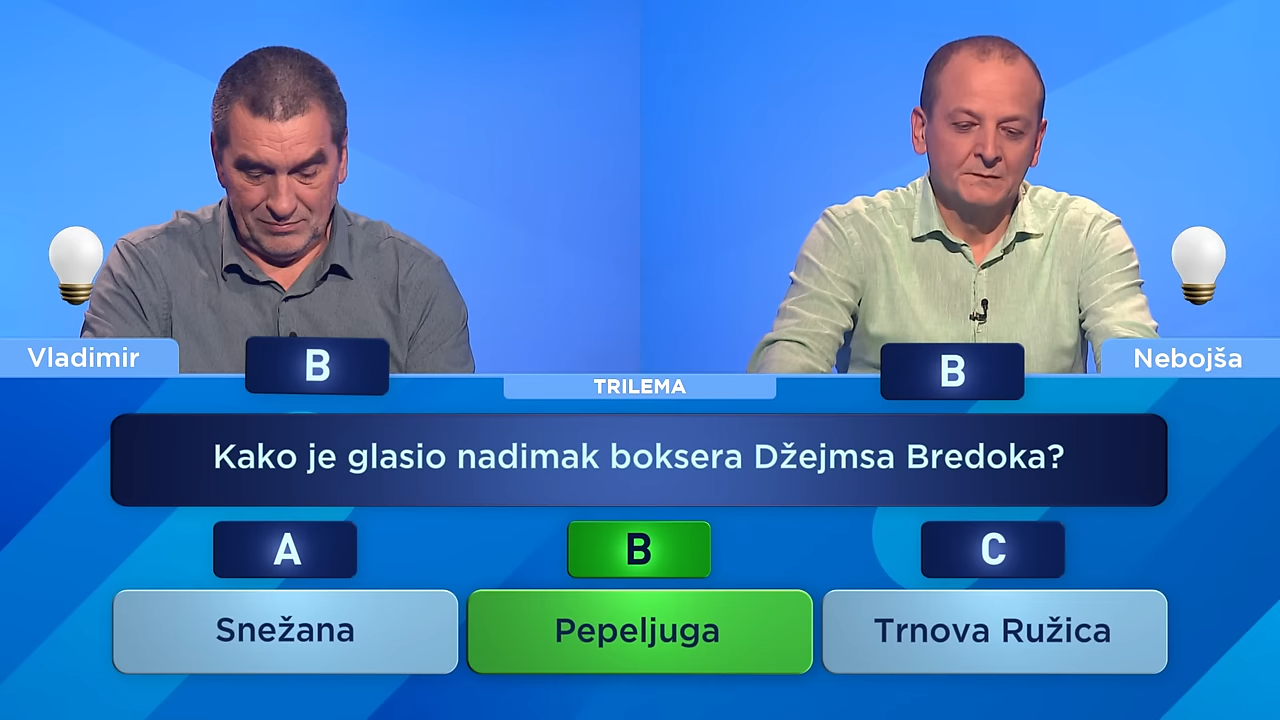 Vladimir
B
TRILEMA
B
Nebojša
Kako je glasio nadimak boksera Džejmsa Bredoka?
A
B
C
Snežana
Pepeljuga
Trnova Ružica